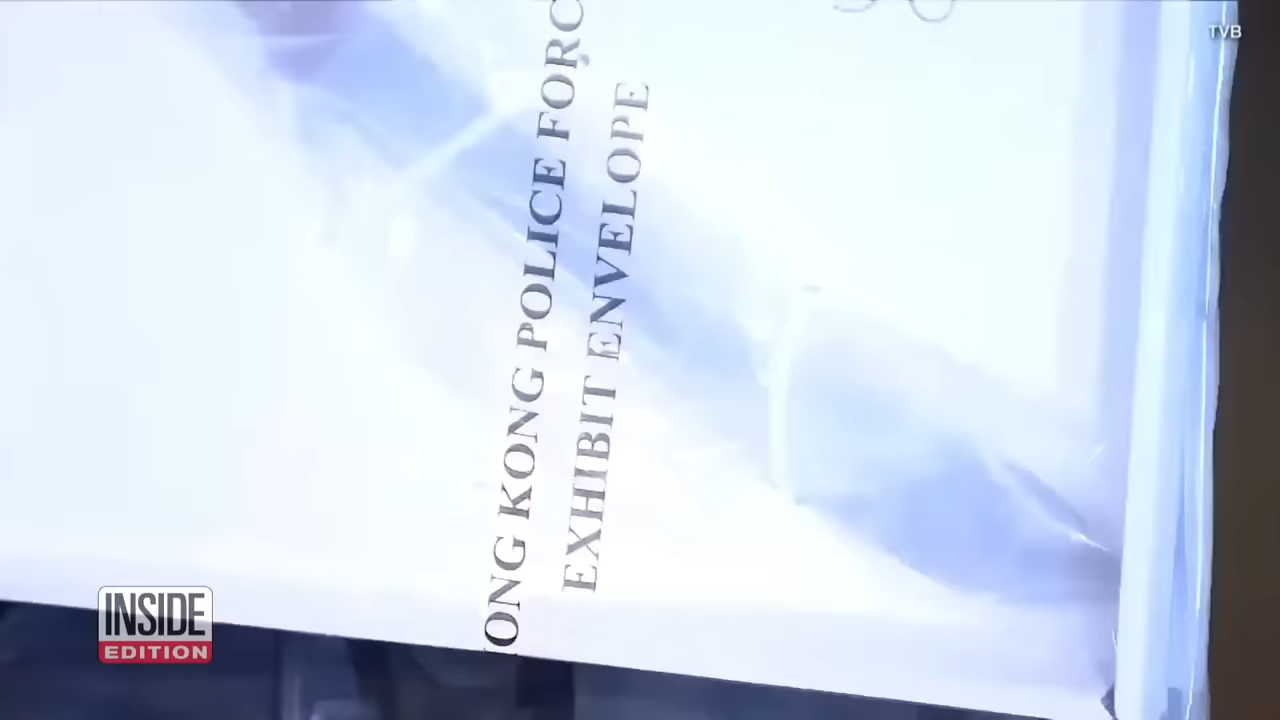 TVB
ONG KONG POLICE FORC
EXHIBIT ENVELOPE
INSIDE
EDITION